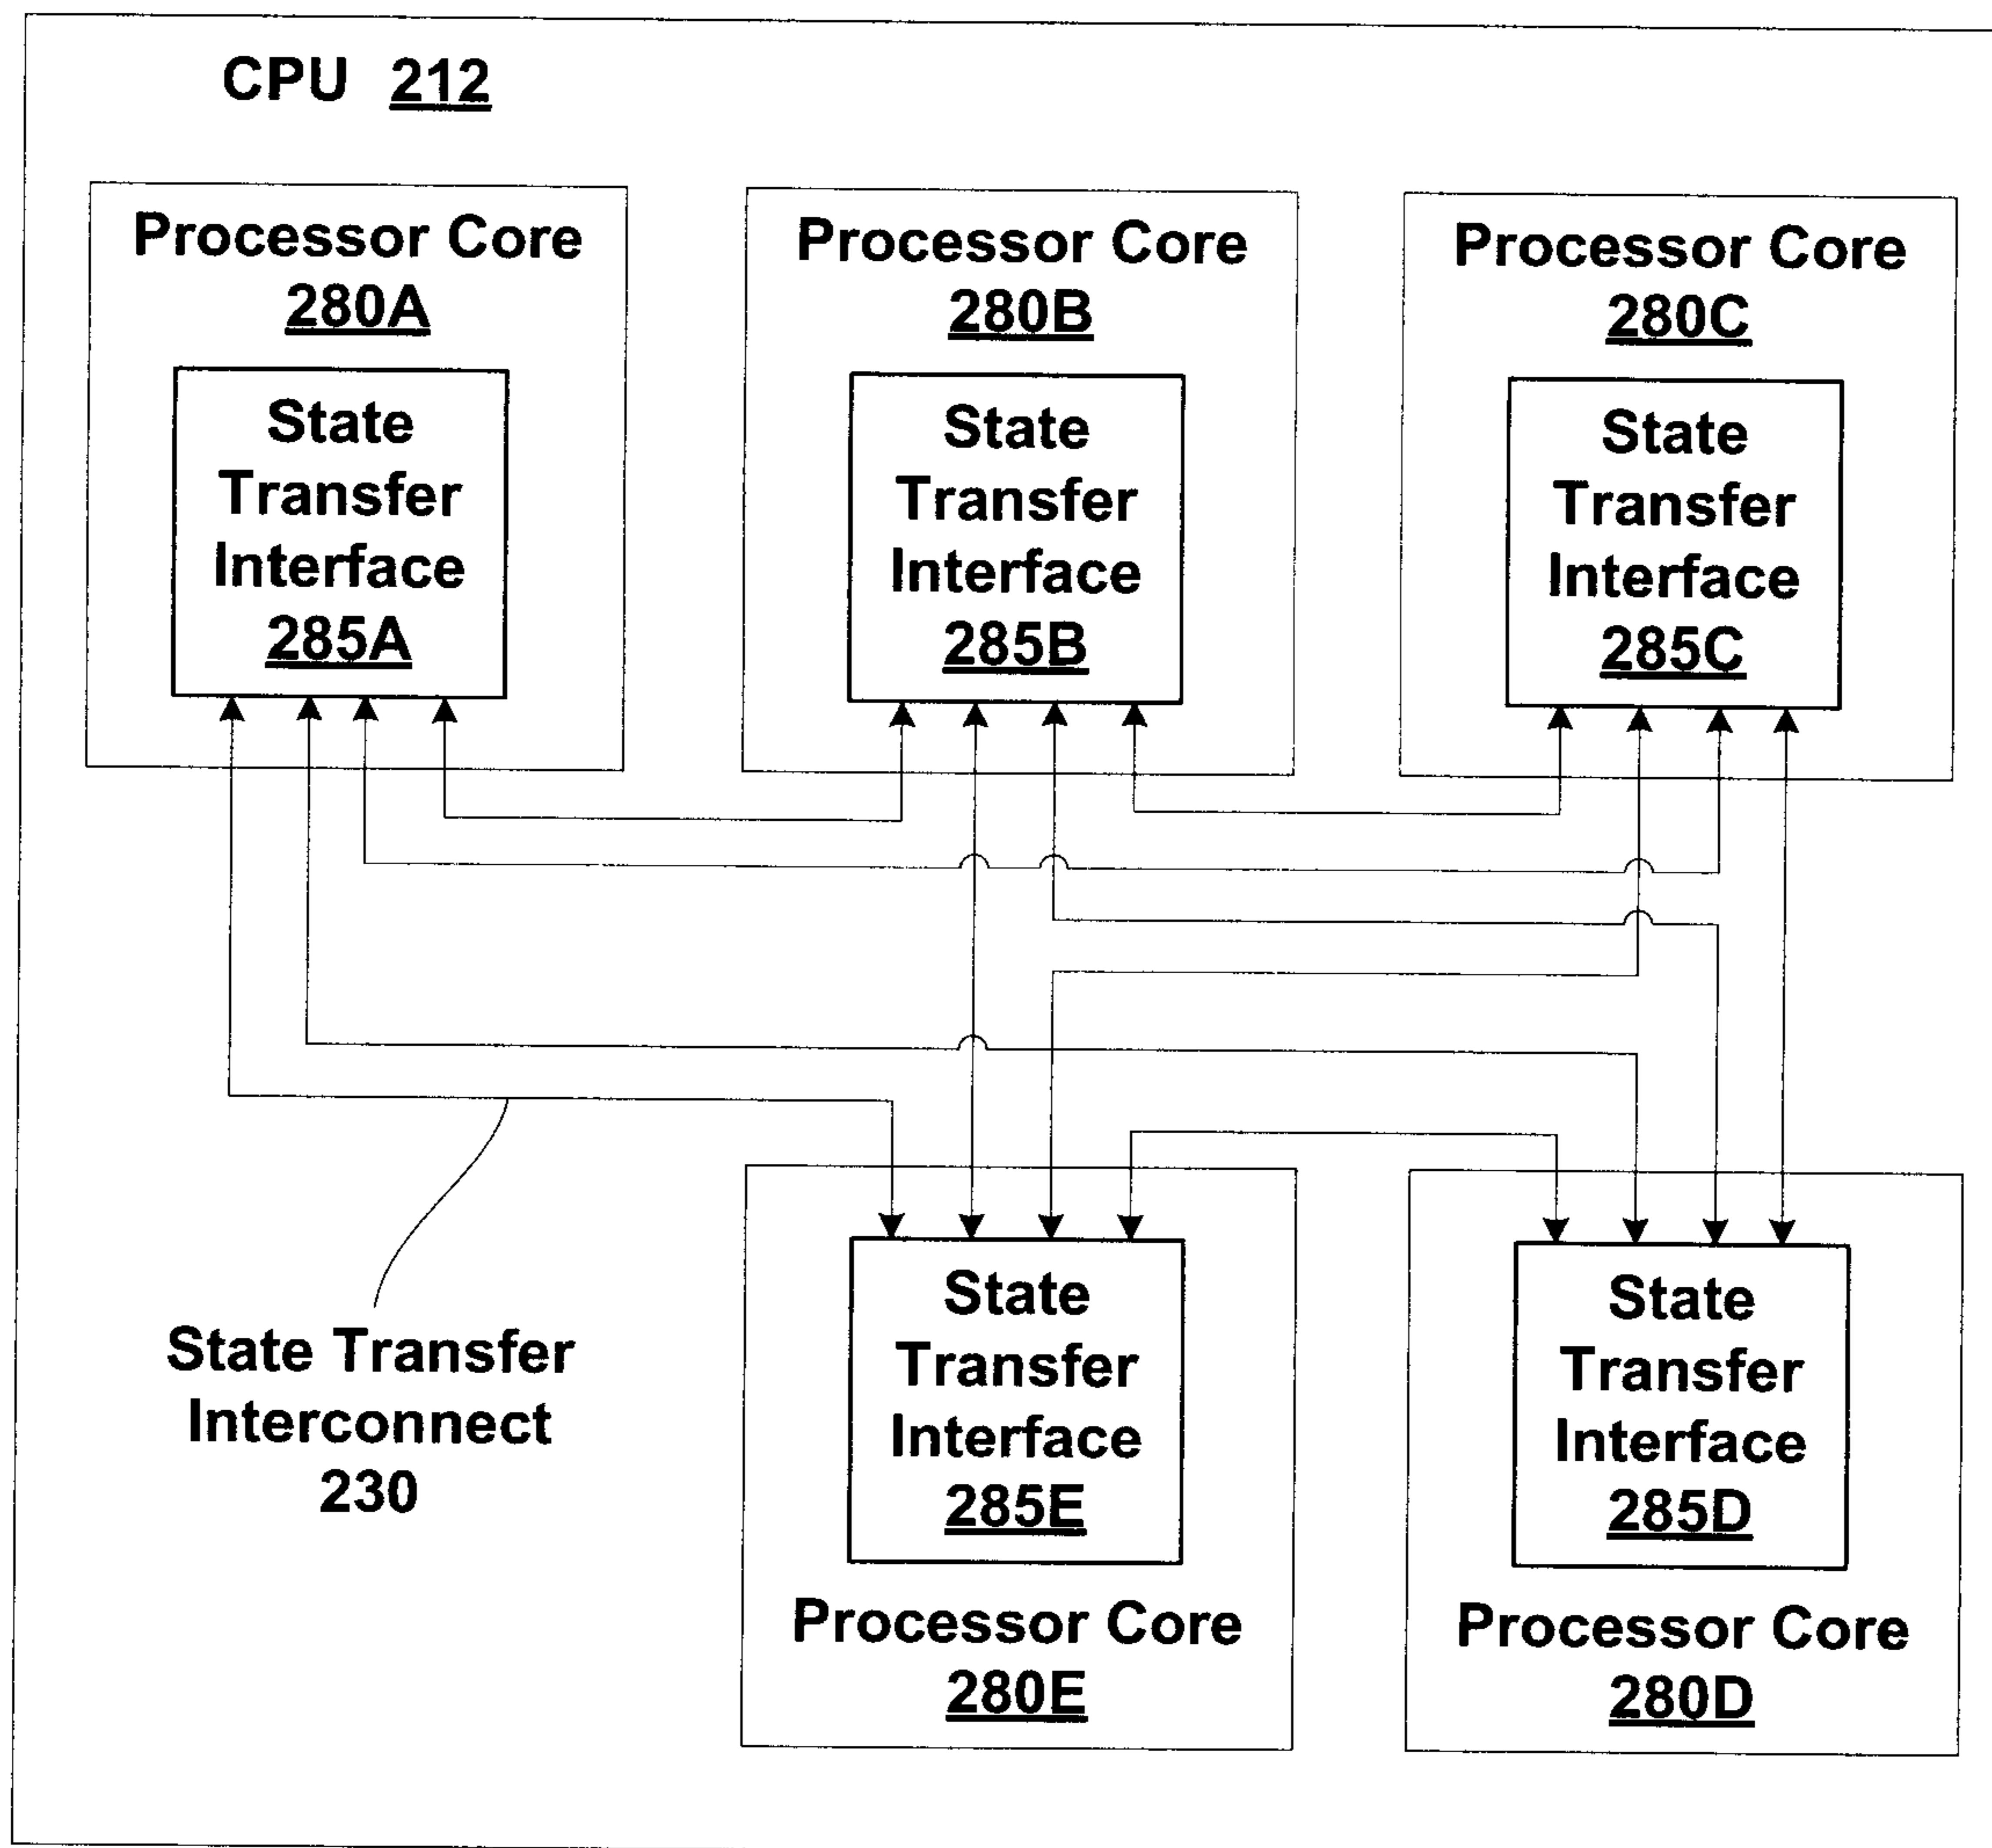 CPU 212
Processor Core
280A
State
Transfer
Interface
285A
Processor Core
280B
State
Transfer
Interface
285B
Processor Core
280C
State
Transfer
Interface
285C
State Transfer
Interconnect
230
State
Transfer
Interface
285E
Processor Core
280E
State
Transfer
Interface
285D
Processor Core
280D